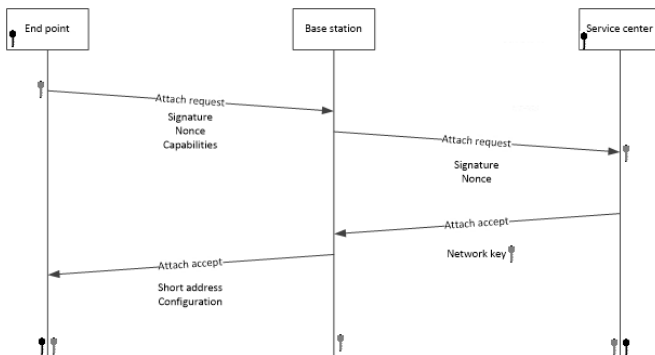 End point
Base station
Service center
Attach request
Signature
Nonce
Capabilities
Attach request
Signature
Nonce
Attach accept
Network key
Attach accept
Short address
Configuration